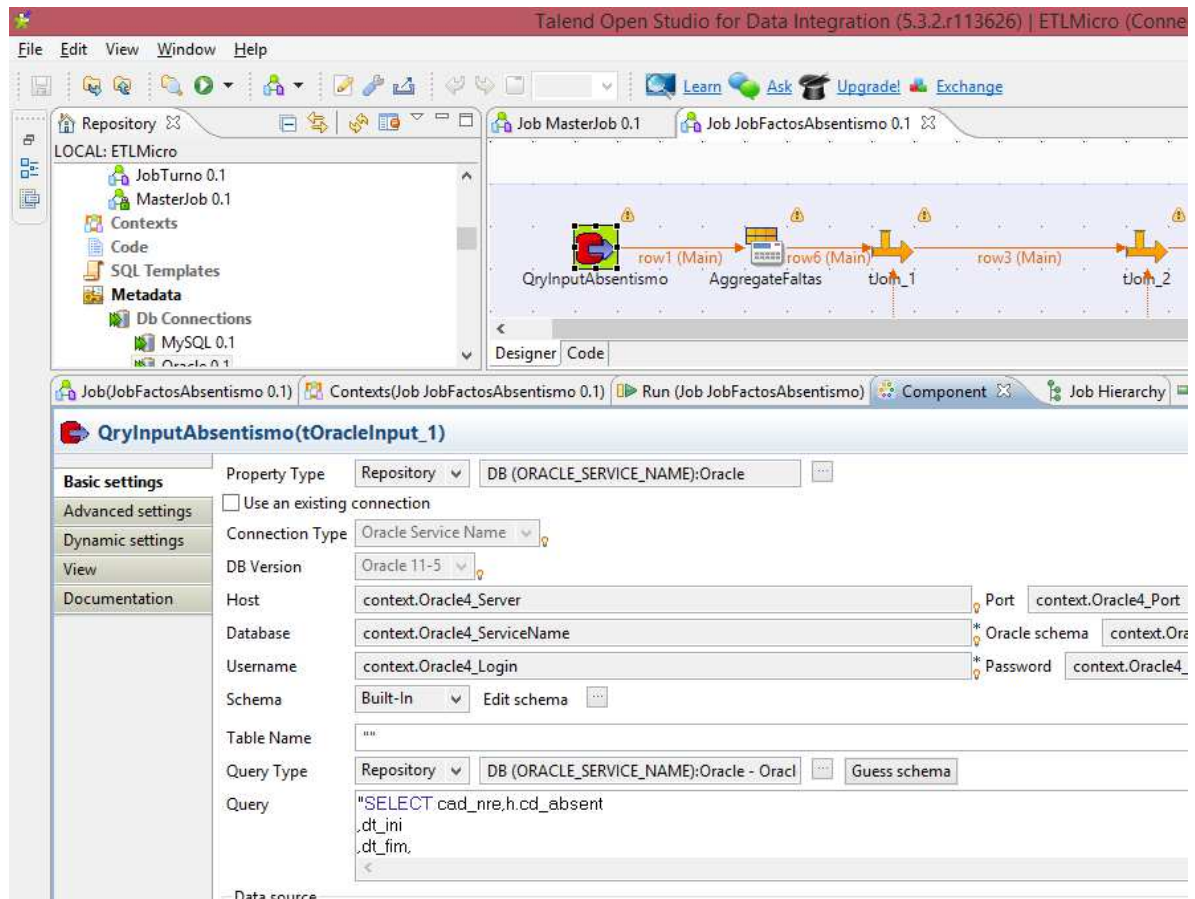 Talend Open Studio for Data Integration (5.3.2.r113626) | ETLMicro (Conne
File Edit View Window Help
Learn Ask Upgrade! Exchange
Repository
LOCAL: ETLMicro
JobTurno 0.1
MasterJob 0.1
Contexts
Code
SQL Templates
Metadata
Db Connections
MySQL 0.1
Oracle 0.1
Job MasterJob 0.1 Job JobFactosAbsentismo 0.1
row1 (Main) row6 (Main) row3 (Main)
QryInputAbsentismo AggregateFaltas tJoin_1 tJoin_2
Designer Code
Job(JobFactosAbsentismo 0.1) Contexts(Job JobFactosAbsentismo 0.1) Run (Job JobFactosAbsentismo) Component Job Hierarchy
QryInputAbsentismo(tOracleInput_1)
Basic settings
Advanced settings
Dynamic settings
View
Documentation
Property Type Repository DB (ORACLE_SERVICE_NAME):Oracle ...
Use an existing connection
Connection Type Oracle Service Name
DB Version Oracle 11-5
Host context.Oracle4_Server Port context.Oracle4_Port
Database context.Oracle4_ServiceName * Oracle schema context.Ora
Username context.Oracle4_Login * Password context.Oracle4_
Schema Built-In Edit schema ...
Table Name ""
Query Type Repository DB (ORACLE_SERVICE_NAME):Oracle - Oracl ... Guess schema
Query "SELECT cad_nre,h.cd_absent
,dt_ini
,dt_fim,
Data source